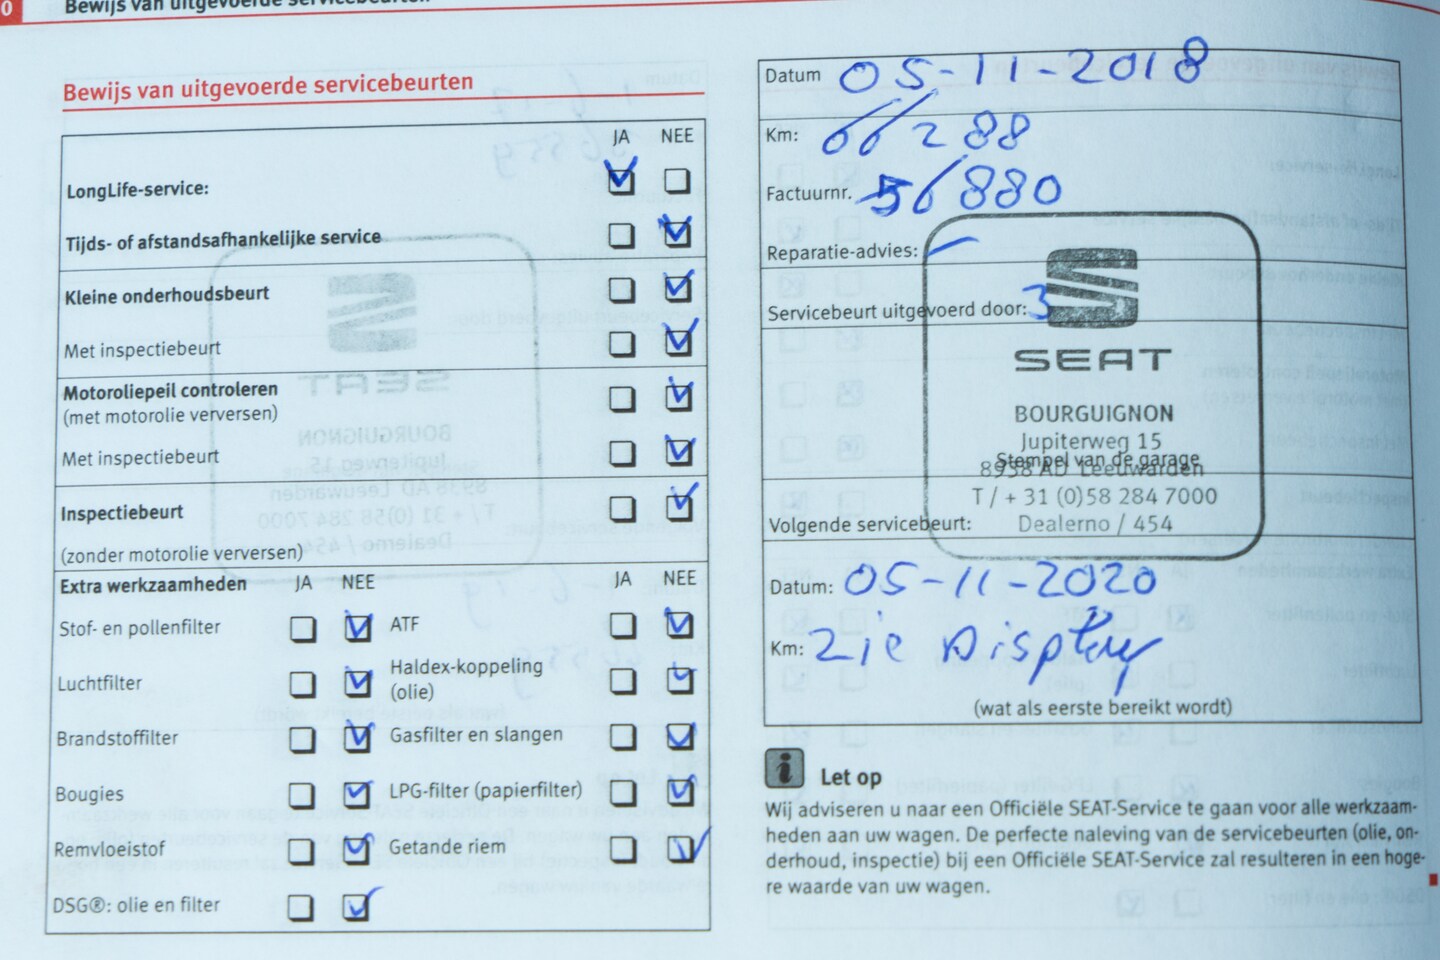 0 Bewijs van uitgevoerde servicebeurten
Bewijs van uitgevoerde servicebeurten
JA NEE
LongLife-service:
Tijds- of afstandsafhankelijke service
Kleine onderhoudsbeurt
Met inspectiebeurt
Motoroliepeil controleren
(met motorolie verversen)
Met inspectiebeurt
Inspectiebeurt
(zonder motorolie verversen)
Extra werkzaamheden JA NEE JA NEE
Stof- en pollenfilter ATF
Luchtfilter Haldex-koppeling
(olie)
Brandstoffilter Gasfilter en slangen
Bougies LPG-filter (papierfilter)
Remvloeistof Getande riem
DSG®: olie en filter
Datum 05-11-2018
Km: 66288
Factuurnr. 56880
Reparatie-advies:
Servicebeurt uitgevoerd door: 3
SEAT
BOURGUIGNON
Jupiterweg 15
Stempel van de garage
8938 AD Leeuwarden
T / + 31 (0)58 284 7000
Volgende servicebeurt: Dealerno / 454
Datum: 05-11-2020
Km: Zie Display
(wat als eerste bereikt wordt)
i Let op
Wij adviseren u naar een Officiële SEAT-Service te gaan voor alle werkzaam-
heden aan uw wagen. De perfecte naleving van de servicebeurten (olie, on-
derhoud, inspectie) bij een Officiële SEAT-Service zal resulteren in een hoge-
re waarde van uw wagen.